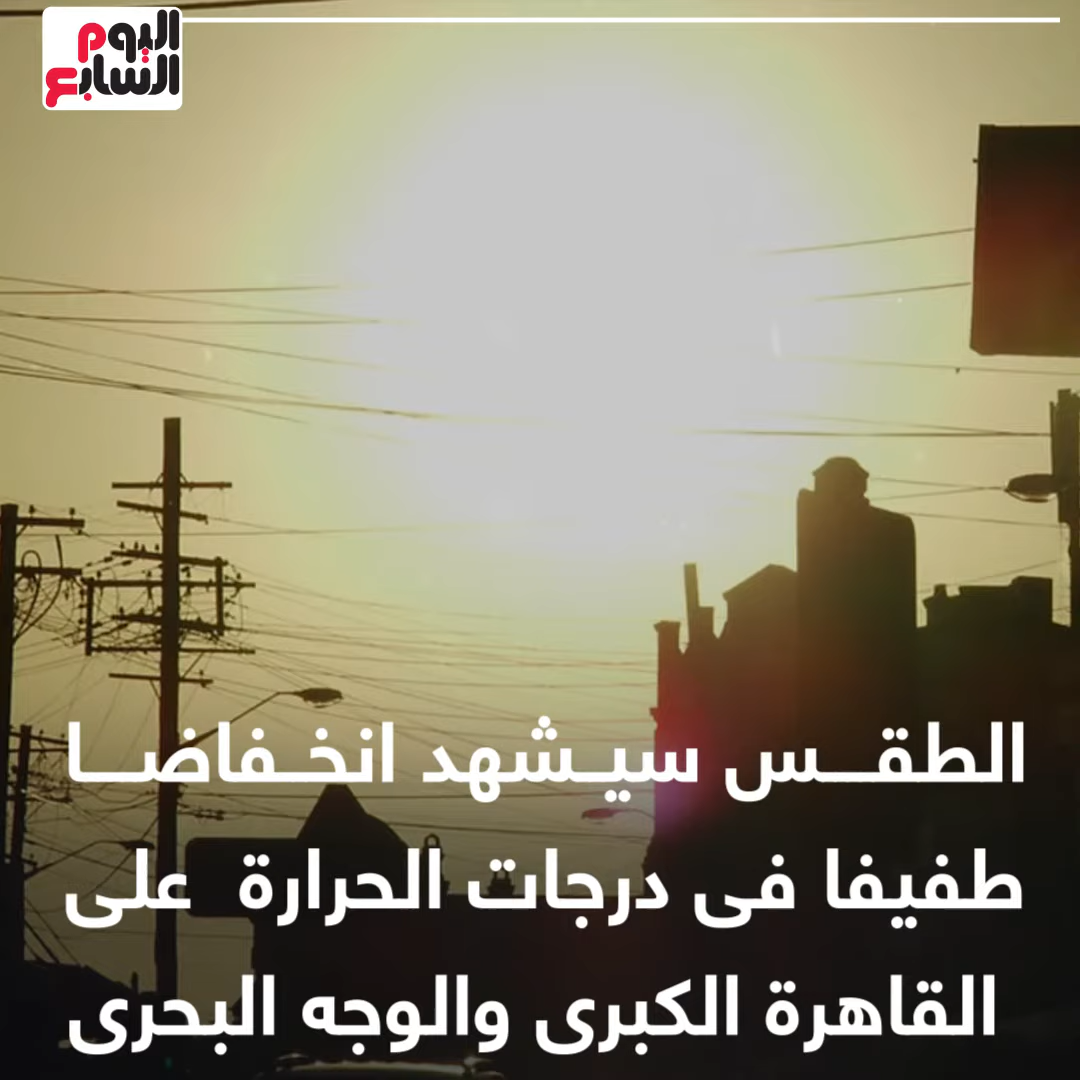 اليوم
السابع
الطقس سيشهد انخفاضا
طفيفا فى درجات الحرارة على
القاهرة الكبرى والوجه البحرى